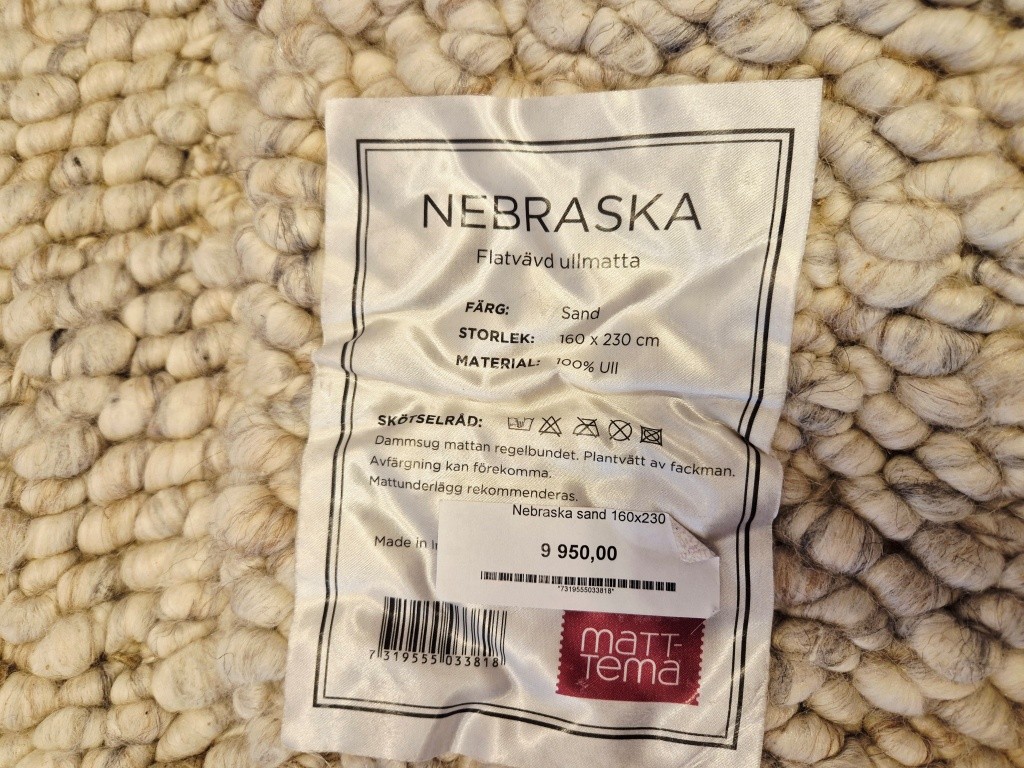 NEBRASKA
Flatvävd ullmatta
FÄRG: Sand
STORLEK: 160 x 230 cm
MATERIAL: 100% Ull
SKÖTSELRÅD:
Dammsug mattan regelbundet. Plantvätt av fackman.
Avfärgning kan förekomma.
Mattunderlägg rekommenderas.
Nebraska sand 160x230
9 950,00
*7319555033818*
Made in
7 319555 033818
MATT-
TEMA